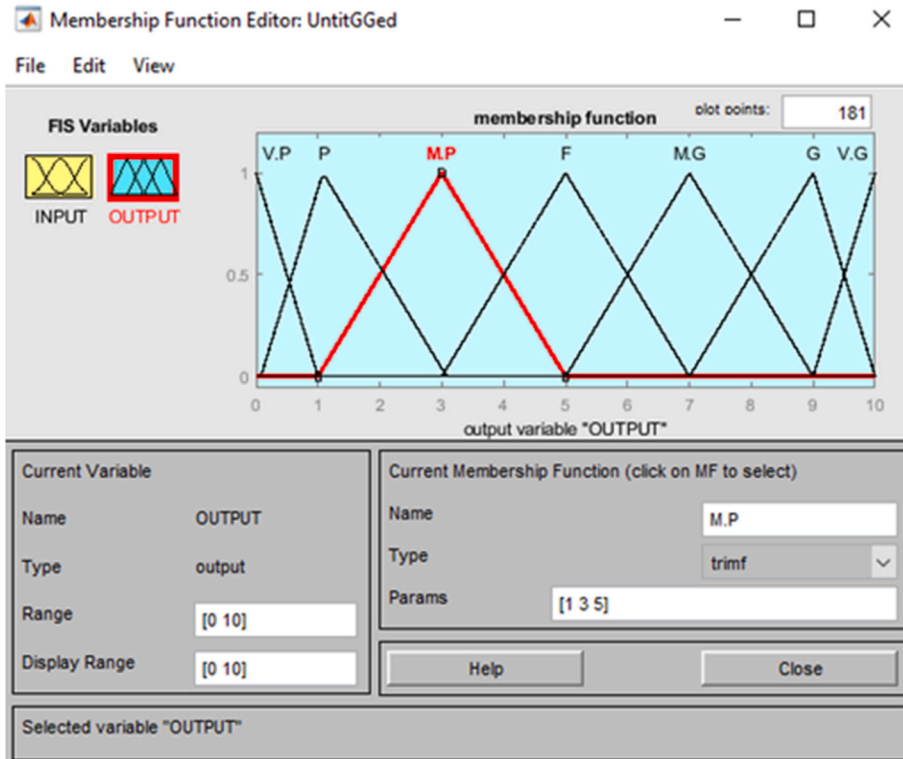 Membership Function Editor: UntitGGed
File Edit View
FIS Variables
INPUT OUTPUT
membership function
plot points: 181
V.P P M.P F M.G G V.G
1
0.5
0
0 1 2 3 4 5 6 7 8 9 10
output variable "OUTPUT"
Current Variable
Name OUTPUT
Type output
Range [0 10]
Display Range [0 10]
Current Membership Function (click on MF to select)
Name M.P
Type trimf
Params [1 3 5]
Help Close
Selected variable "OUTPUT"